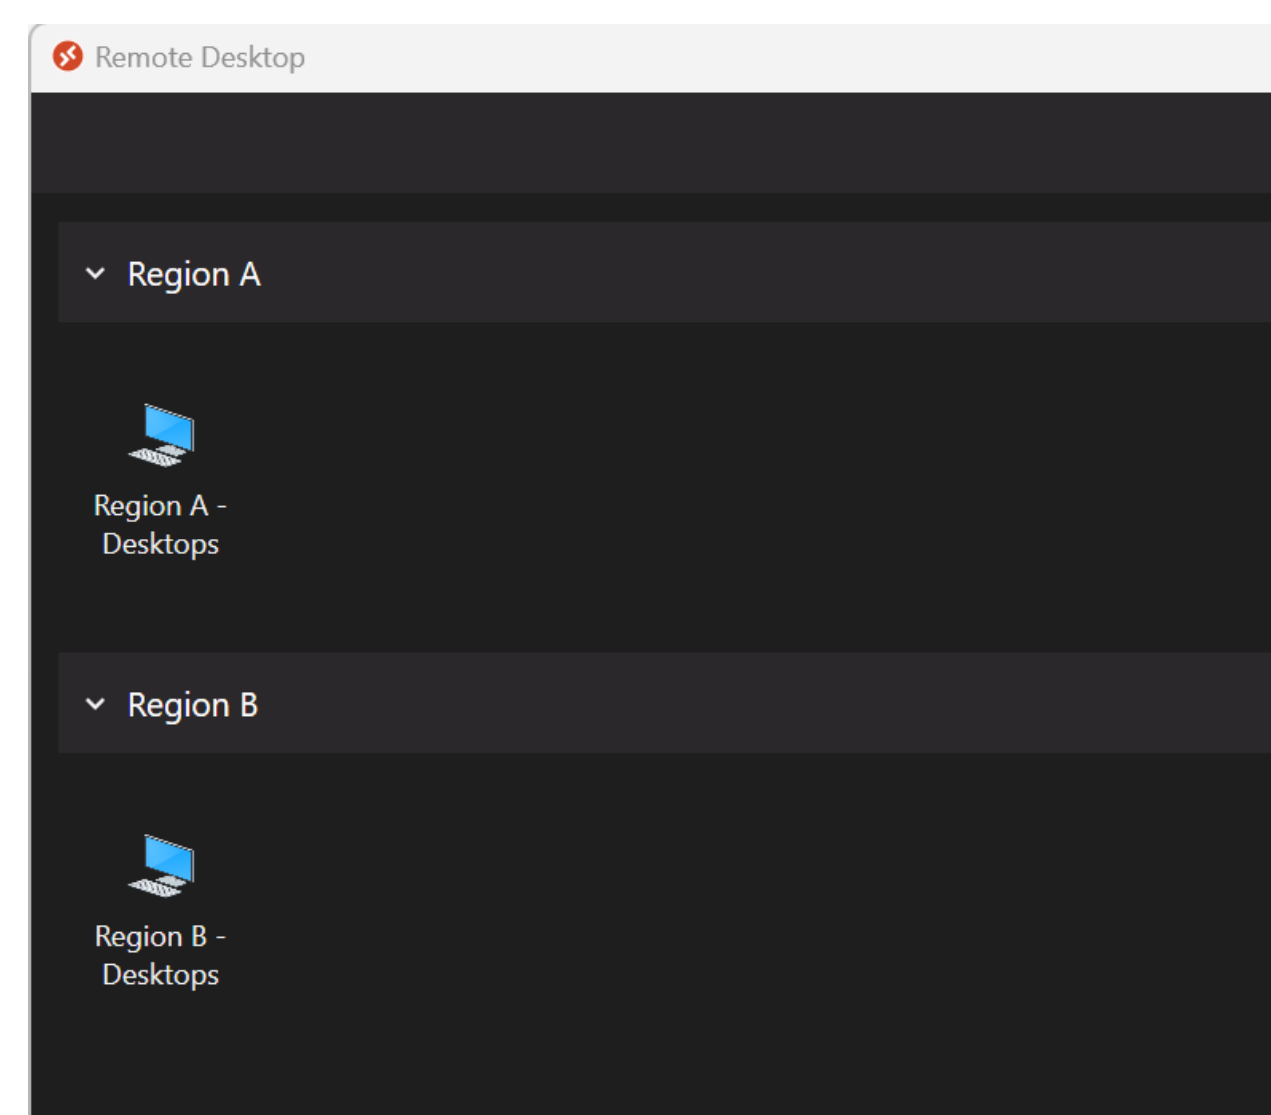 Remote Desktop
Region A
Region A -
Desktops
Region B
Region B -
Desktops